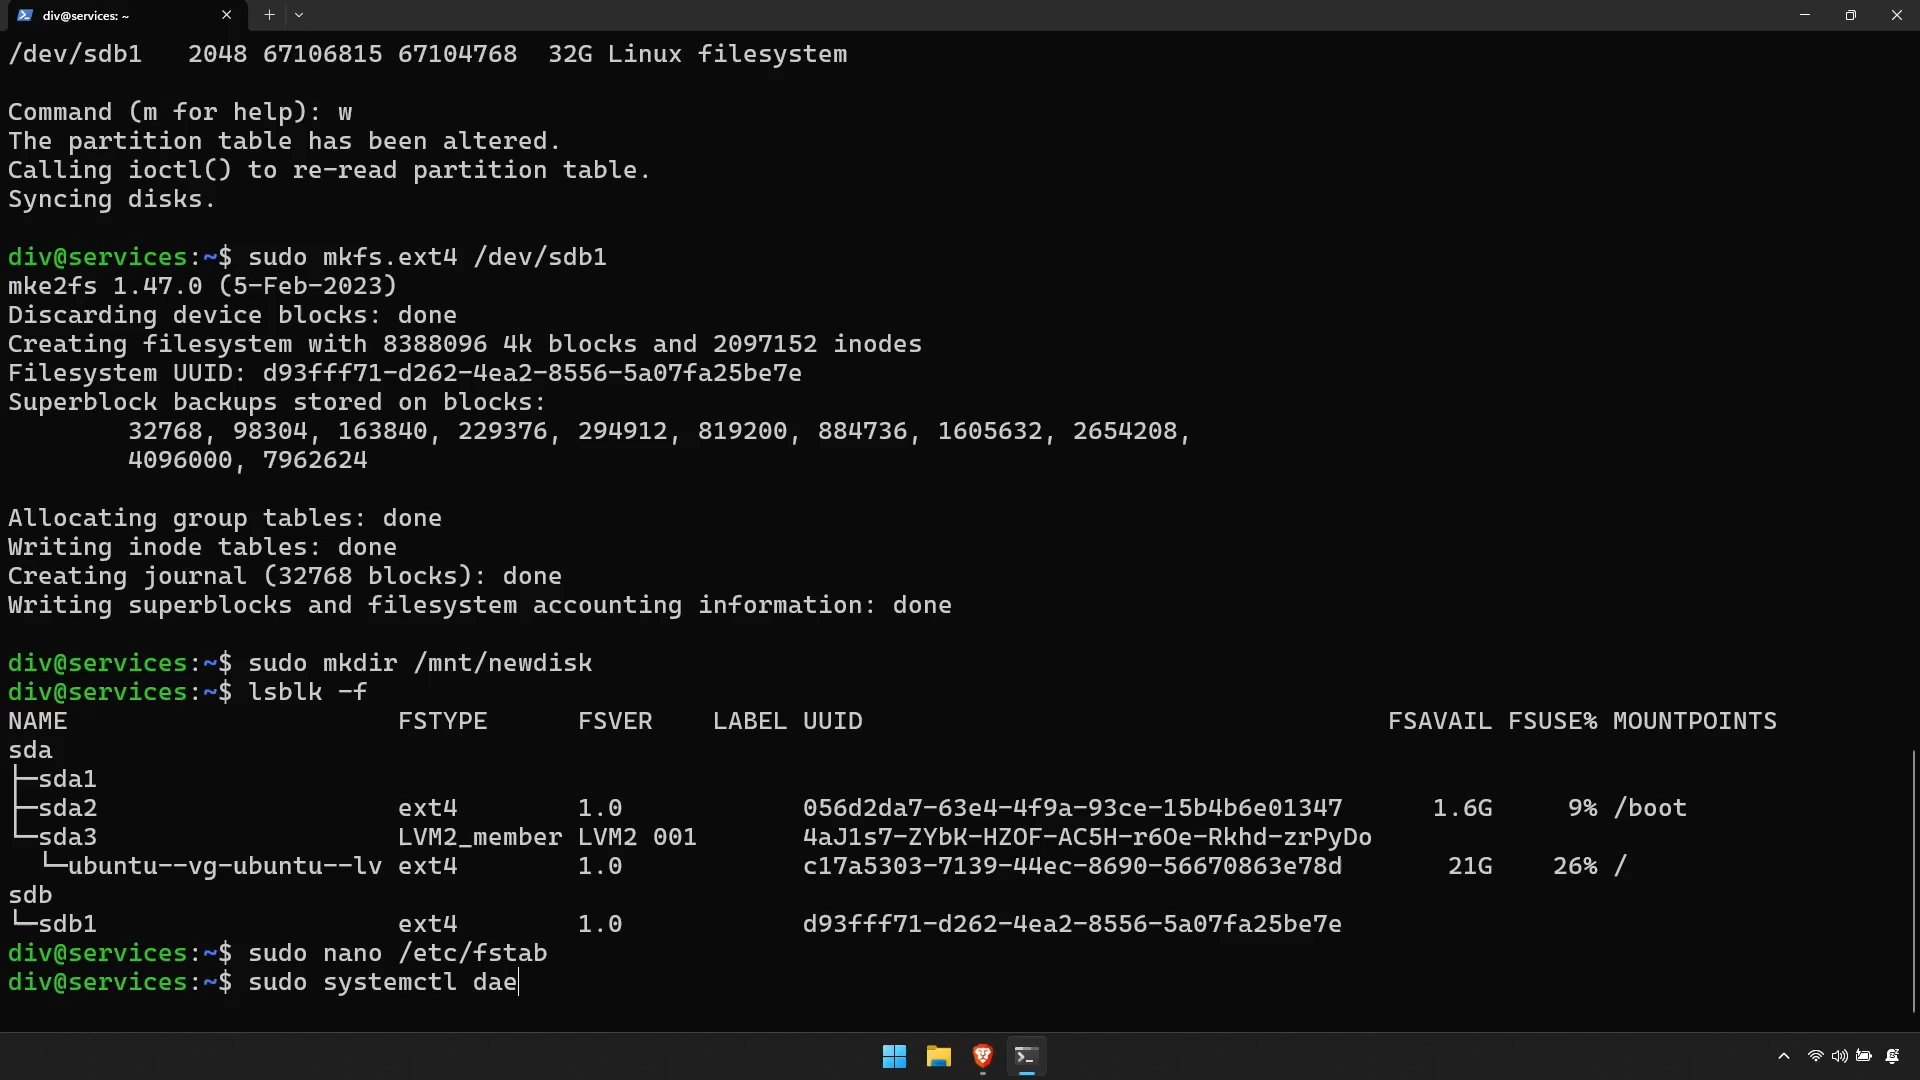 div@services: ~
/dev/sdb1   2048 67106815 67104768  32G Linux filesystem
Command (m for help): w
The partition table has been altered.
Calling ioctl() to re-read partition table.
Syncing disks.
div@services:~$ sudo mkfs.ext4 /dev/sdb1
mke2fs 1.47.0 (5-Feb-2023)
Discarding device blocks: done
Creating filesystem with 8388096 4k blocks and 2097152 inodes
Filesystem UUID: d93fff71-d262-4ea2-8556-5a07fa25be7e
Superblock backups stored on blocks:
        32768, 98304, 163840, 229376, 294912, 819200, 884736, 1605632, 2654208,
        4096000, 7962624
Allocating group tables: done
Writing inode tables: done
Creating journal (32768 blocks): done
Writing superblocks and filesystem accounting information: done
div@services:~$ sudo mkdir /mnt/newdisk
div@services:~$ lsblk -f
NAME                      FSTYPE      FSVER    LABEL UUID                                   FSAVAIL FSUSE% MOUNTPOINTS
sda
├─sda1
├─sda2                    ext4        1.0            056d2da7-63e4-4f9a-93ce-15b4b6e01347      1.6G     9% /boot
└─sda3                    LVM2_member LVM2 001       4aJ1s7-ZYbK-HZOF-AC5H-r6Oe-Rkhd-zrPyDo
  └─ubuntu--vg-ubuntu--lv ext4        1.0            c17a5303-7139-44ec-8690-56670863e78d       21G    26% /
sdb
└─sdb1                    ext4        1.0            d93fff71-d262-4ea2-8556-5a07fa25be7e
div@services:~$ sudo nano /etc/fstab
div@services:~$ sudo systemctl dae